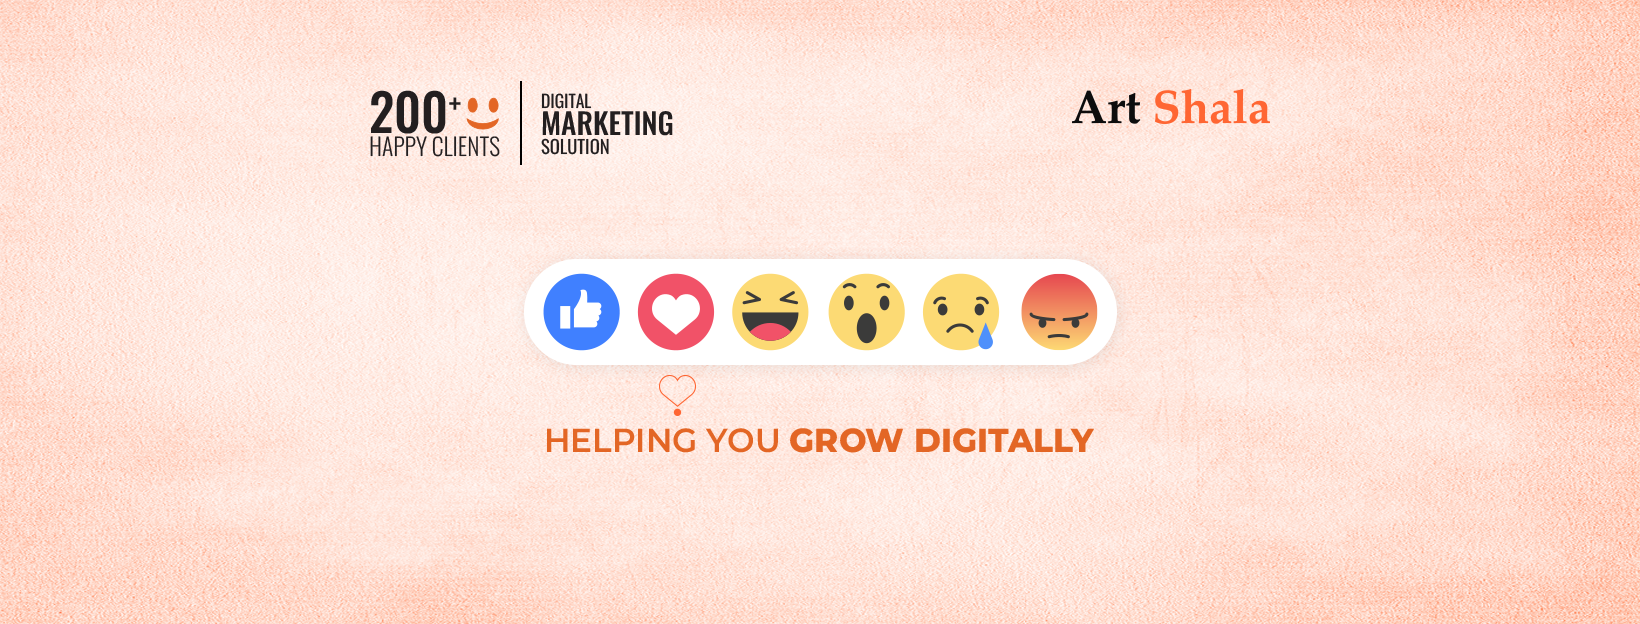 200+
HAPPY CLIENTS
DIGITAL
MARKETING
SOLUTION
Art Shala
HELPING YOU GROW DIGITALLY